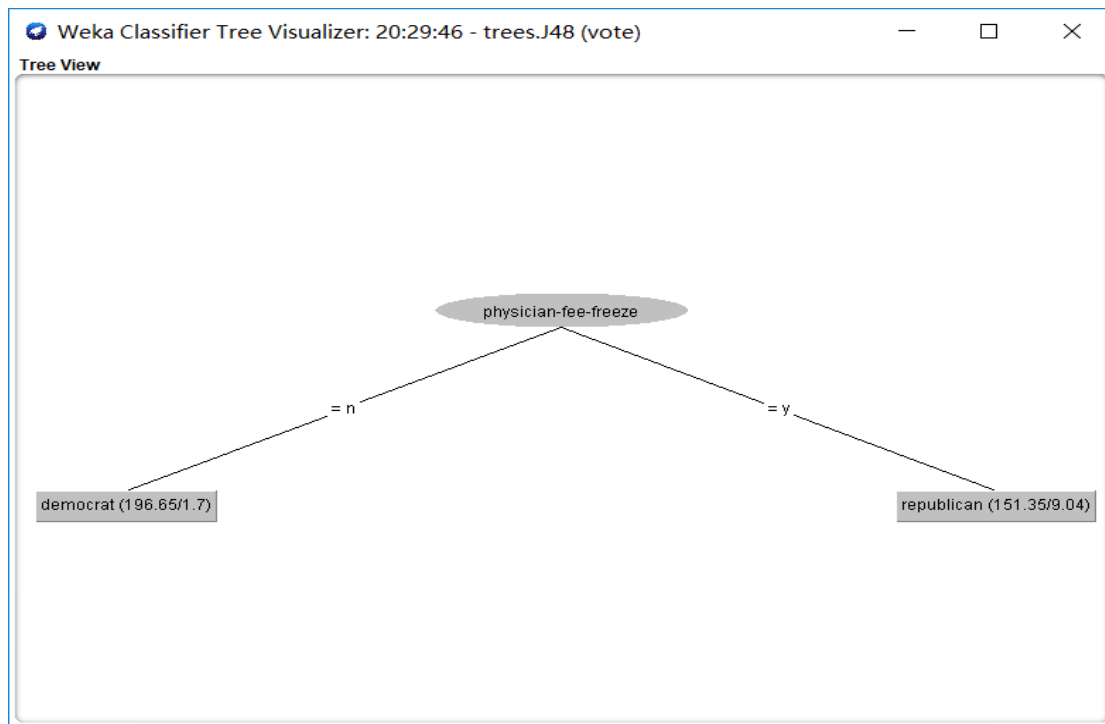 Weka Classifier Tree Visualizer: 20:29:46 - trees.J48 (vote)
Tree View
physician-fee-freeze
= n
= y
democrat (196.65/1.7)
republican (151.35/9.04)